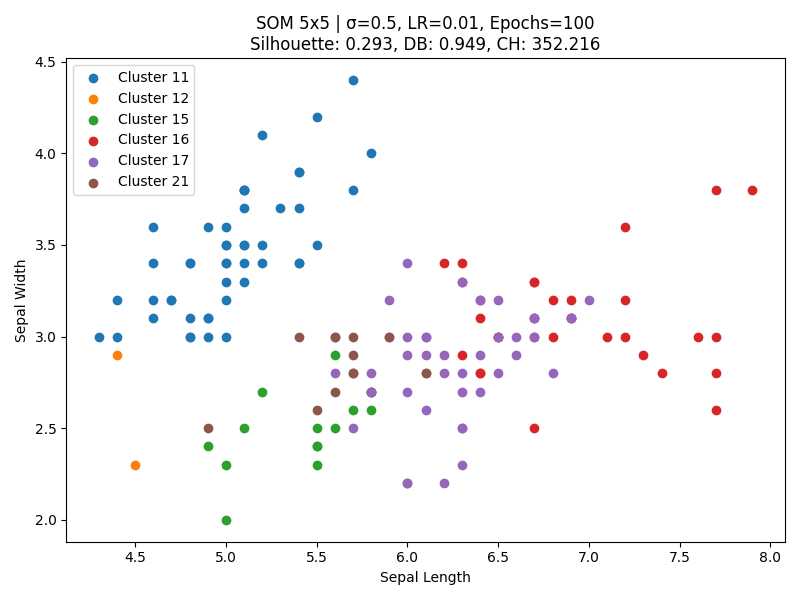 SOM 5x5 | σ=0.5, LR=0.01, Epochs=100
Silhouette: 0.293, DB: 0.949, CH: 352.216
Cluster 11
Cluster 12
Cluster 15
Cluster 16
Cluster 17
Cluster 21
4.5
4.0
3.5
3.0
2.5
2.0
Sepal Width
4.5 5.0 5.5 6.0 6.5 7.0 7.5 8.0
Sepal Length